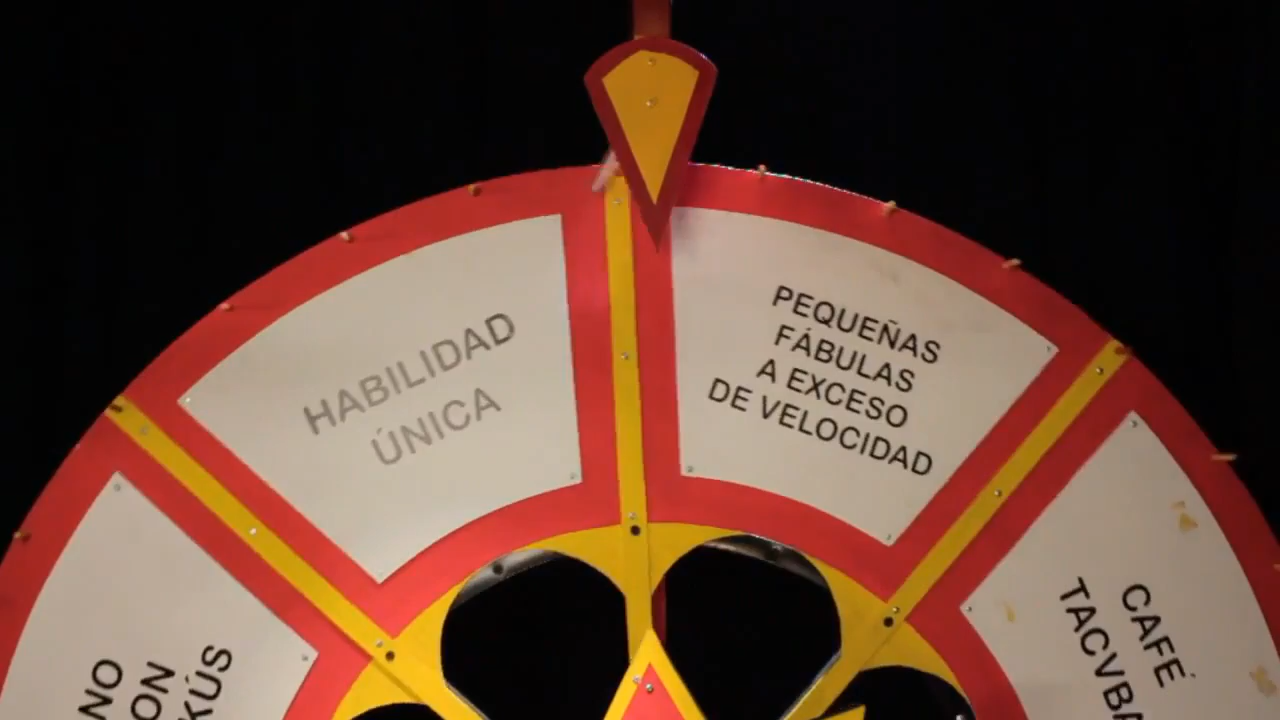 HABILIDAD
ÚNICA
PEQUEÑAS
FÁBULAS
A EXCESO
DE VELOCIDAD
CAFÉ